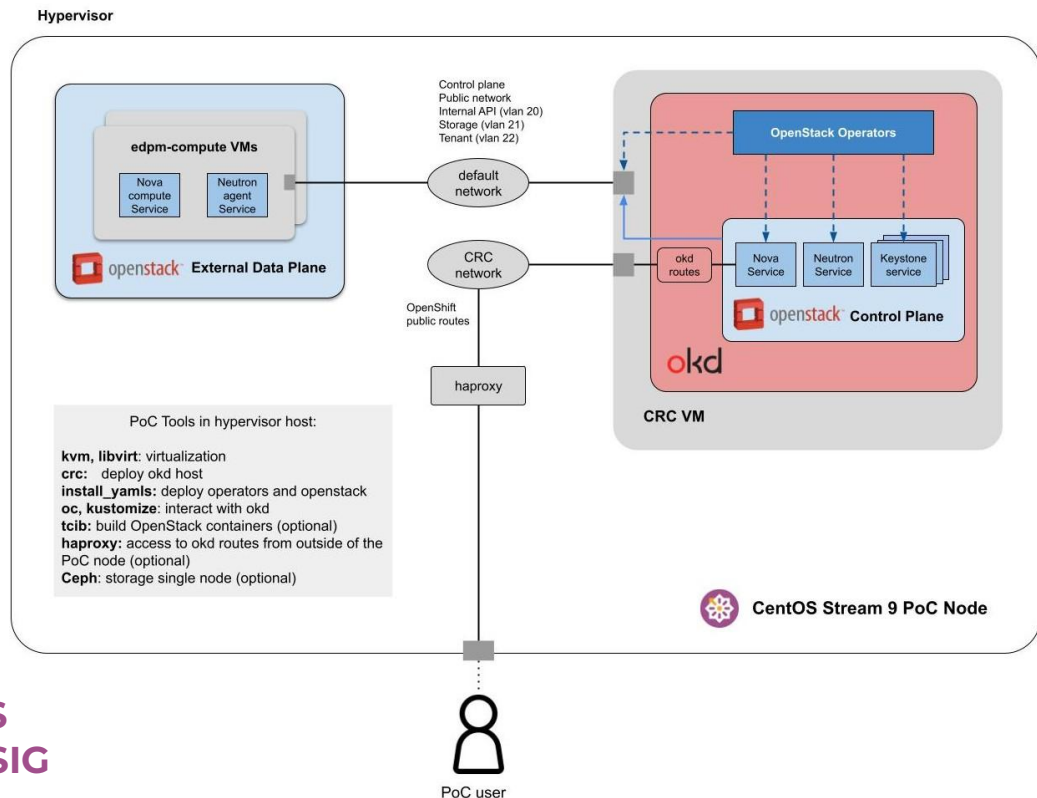 Hypervisor
Control plane
Public network
Internal API (vlan 20)
Storage (vlan 21)
Tenant (vlan 22)
edpm-compute VMs
Nova
compute
Service
Neutron
agent
Service
openstack External Data Plane
default
network
OpenStack Operators
CRC
network
OpenShift
public routes
okd
routes
Nova
Service
Neutron
Service
Keystone
service
openstack Control Plane
okd
CRC VM
haproxy
PoC Tools in hypervisor host:
kvm, libvirt: virtualization
crc: deploy okd host
install_yamls: deploy operators and openstack
oc, kustomize: interact with okd
tcib: build OpenStack containers (optional)
haproxy: access to okd routes from outside of the
PoC node (optional)
Ceph: storage single node (optional)
CentOS Stream 9 PoC Node
S
SIG
PoC user